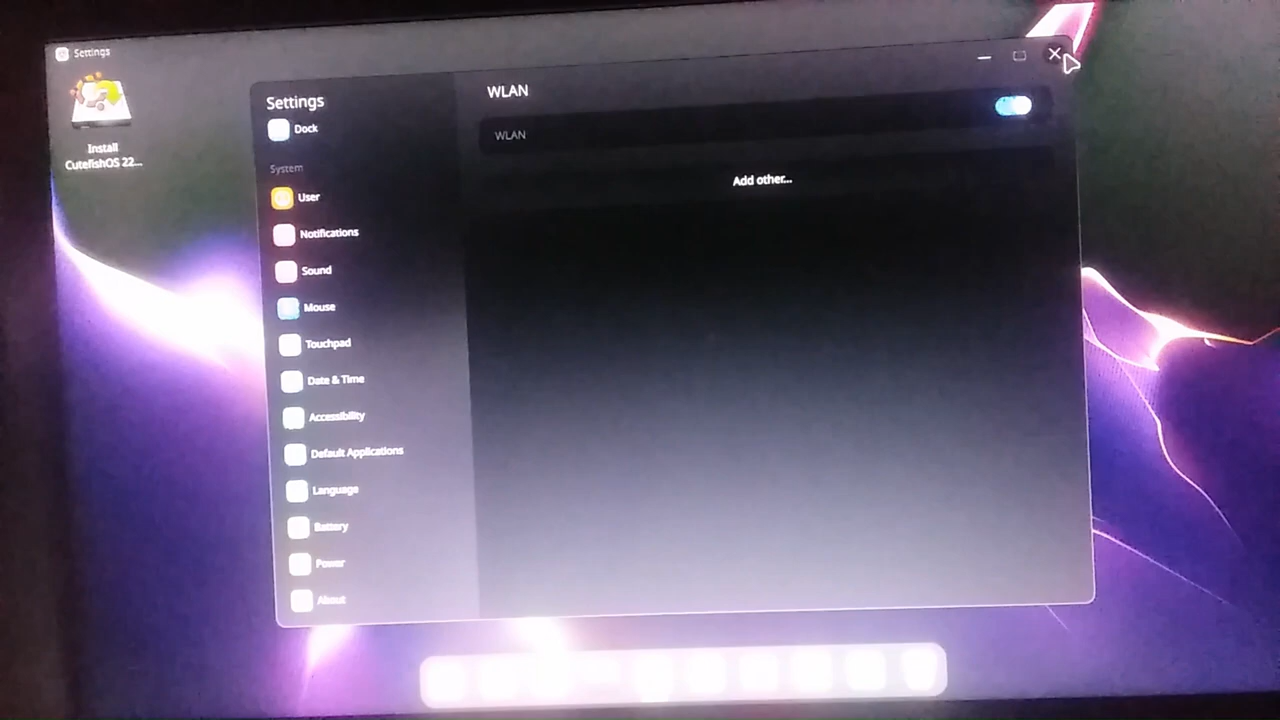 Settings
Install
CutefishOS 22...
Settings
Dock
System
User
Notifications
Sound
Mouse
Touchpad
Date & Time
Accessibility
Default Applications
Language
Battery
Power
About
WLAN
WLAN
Add other...